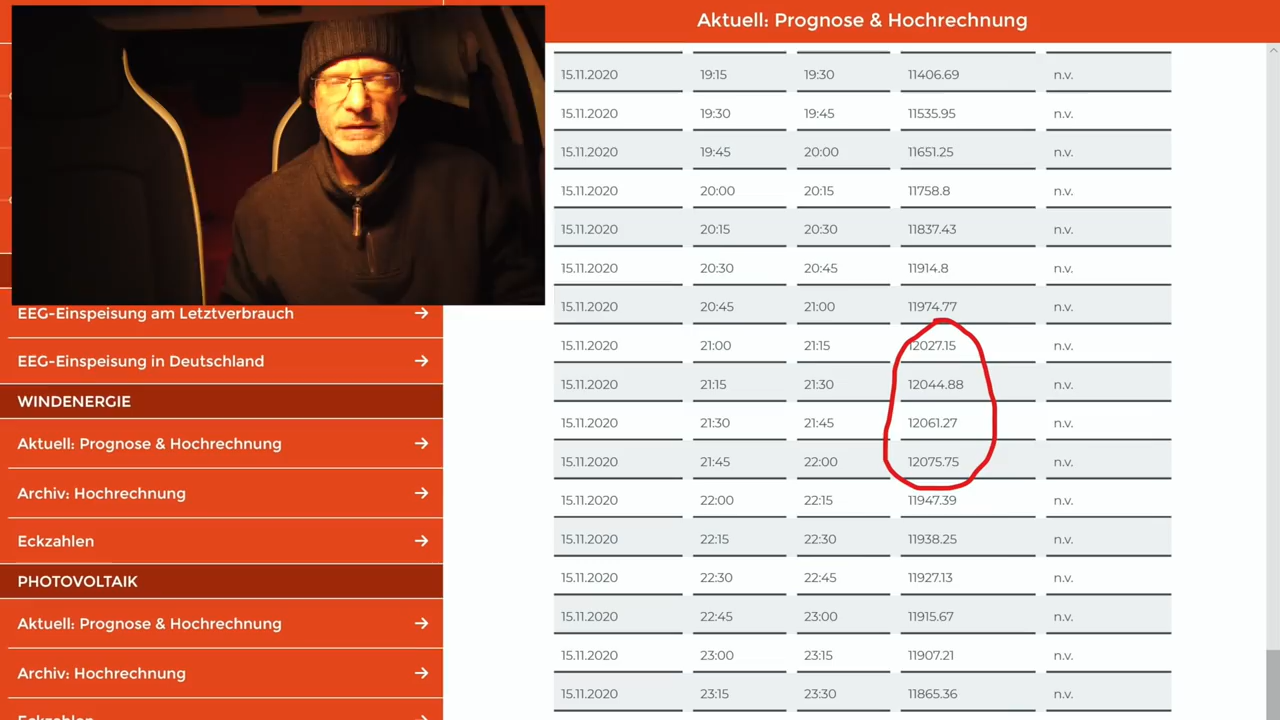 Aktuell: Prognose & Hochrechnung
15.11.2020 19:15 19:30 11406.69 n.v.
15.11.2020 19:30 19:45 11535.95 n.v.
15.11.2020 19:45 20:00 11651.25 n.v.
15.11.2020 20:00 20:15 11758.8 n.v.
15.11.2020 20:15 20:30 11837.43 n.v.
15.11.2020 20:30 20:45 11914.8 n.v.
15.11.2020 20:45 21:00 11974.77 n.v.
15.11.2020 21:00 21:15 12027.15 n.v.
15.11.2020 21:15 21:30 12044.88 n.v.
15.11.2020 21:30 21:45 12061.27 n.v.
15.11.2020 21:45 22:00 12075.75 n.v.
15.11.2020 22:00 22:15 11947.39 n.v.
15.11.2020 22:15 22:30 11938.25 n.v.
15.11.2020 22:30 22:45 11927.13 n.v.
15.11.2020 22:45 23:00 11915.67 n.v.
15.11.2020 23:00 23:15 11907.21 n.v.
15.11.2020 23:15 23:30 11865.36 n.v.
EEG-Einspeisung am Letztverbrauch
EEG-Einspeisung in Deutschland
WINDENERGIE
Aktuell: Prognose & Hochrechnung
Archiv: Hochrechnung
Eckzahlen
PHOTOVOLTAIK
Aktuell: Prognose & Hochrechnung
Archiv: Hochrechnung
Eckzahlen